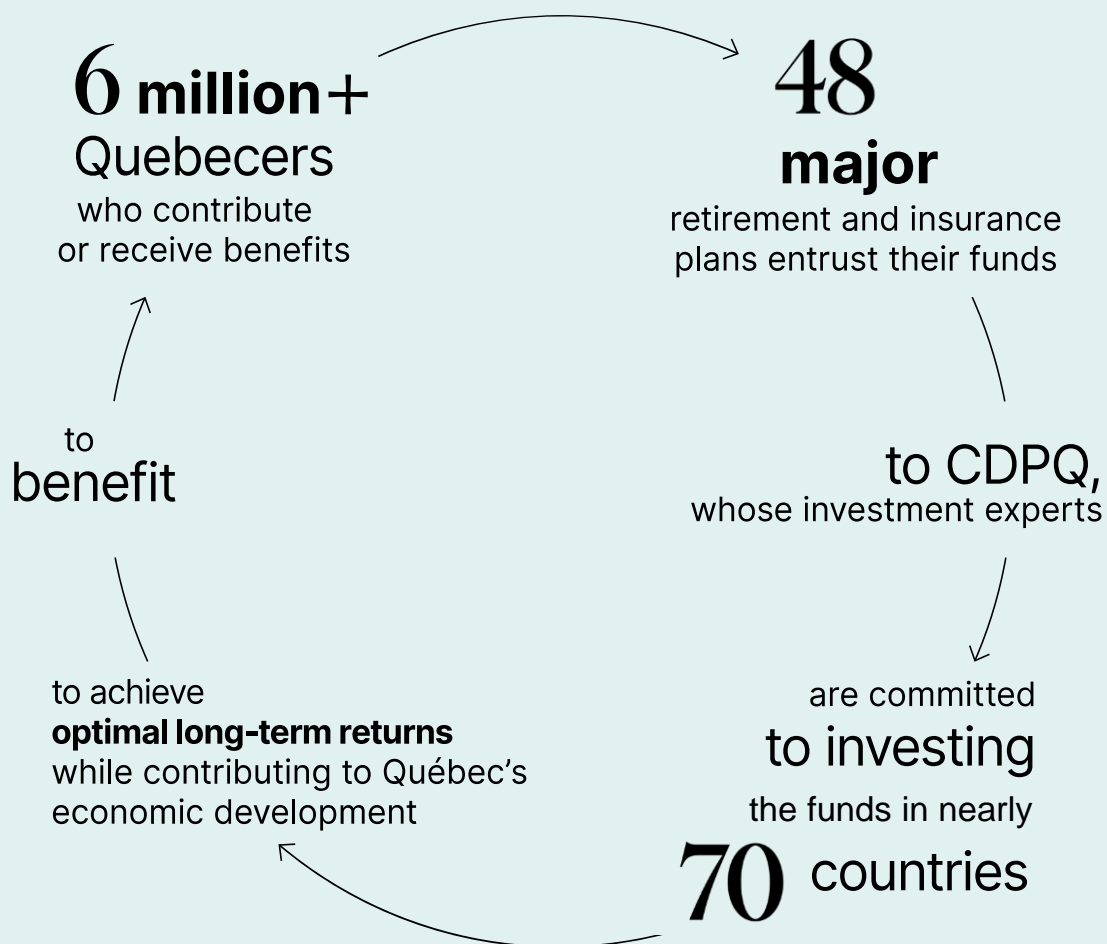 6 million+
Quebecers
who contribute
or receive benefits
48
major
retirement and insurance
plans entrust their funds
to CDPQ,
whose investment experts
are committed
to investing
the funds in nearly
70 countries
to achieve
optimal long-term returns
while contributing to Québec’s
economic development
to
benefit